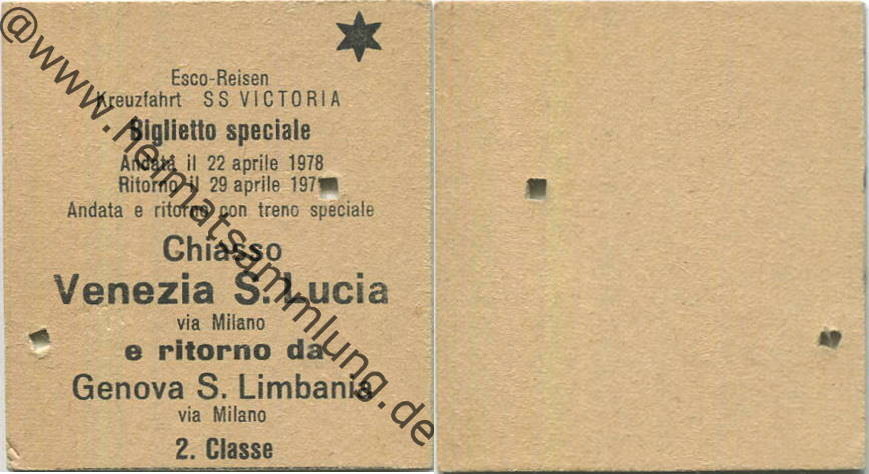 Esco-Reisen
Kreuzfahrt SS VICTORIA
Biglietto speciale
Andata il 22 aprile 1978
Ritorno il 29 aprile 197
Andata e ritorno con treno speciale
Chiasso
Venezia S. Lucia
via Milano
e ritorno da
Genova S. Limbania
via Milano
2. Classe
@www.heimatsammlung.de